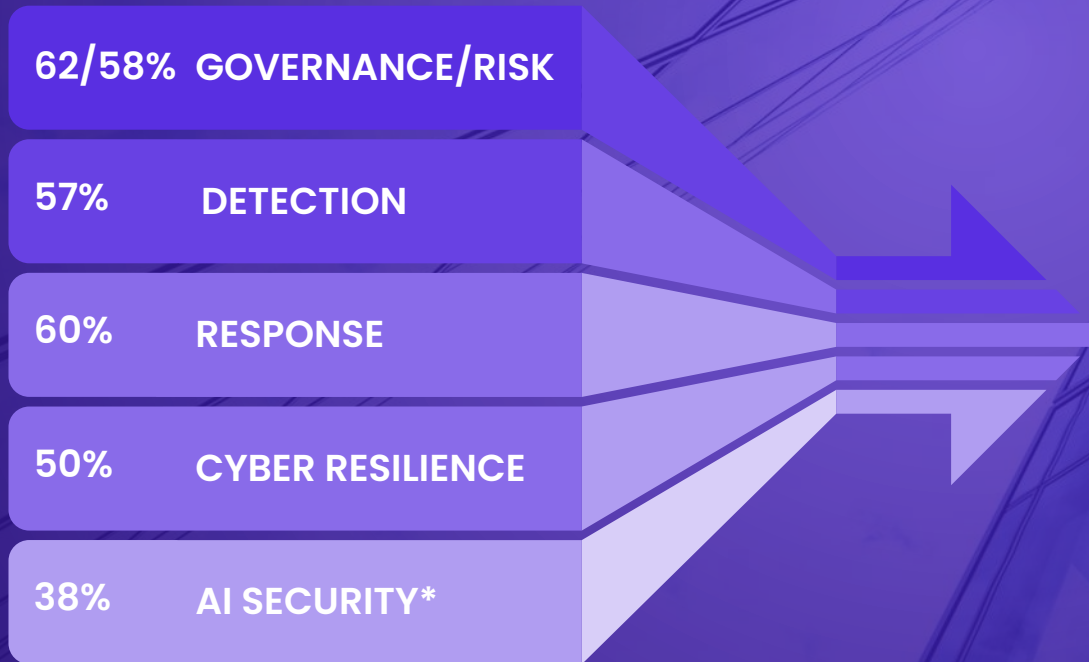 62/58% GOVERNANCE/RISK
57% DETECTION
60% RESPONSE
50% CYBER RESILIENCE
38% AI SECURITY*